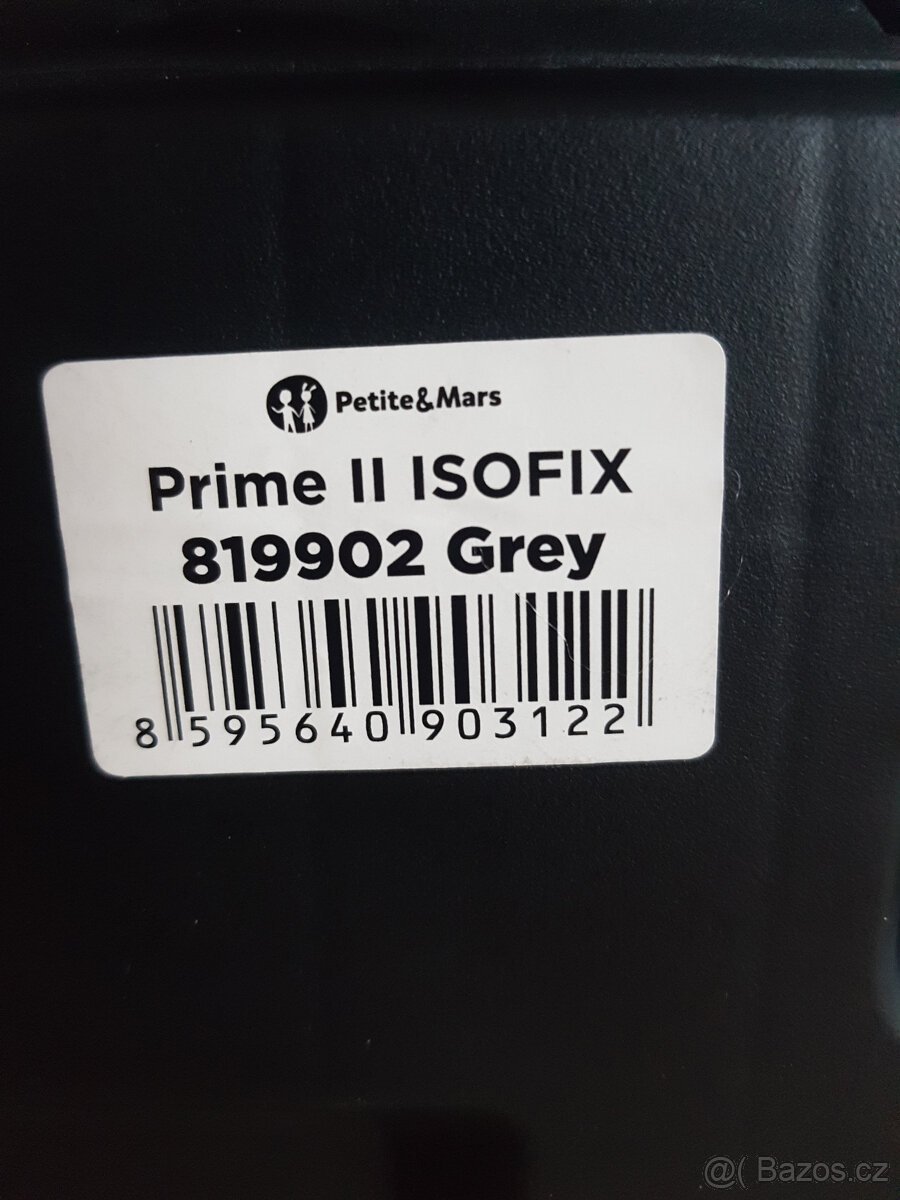 Petite&Mars
Prime II ISOFIX
819902 Grey
8 595640 903122
@( Bazos.cz